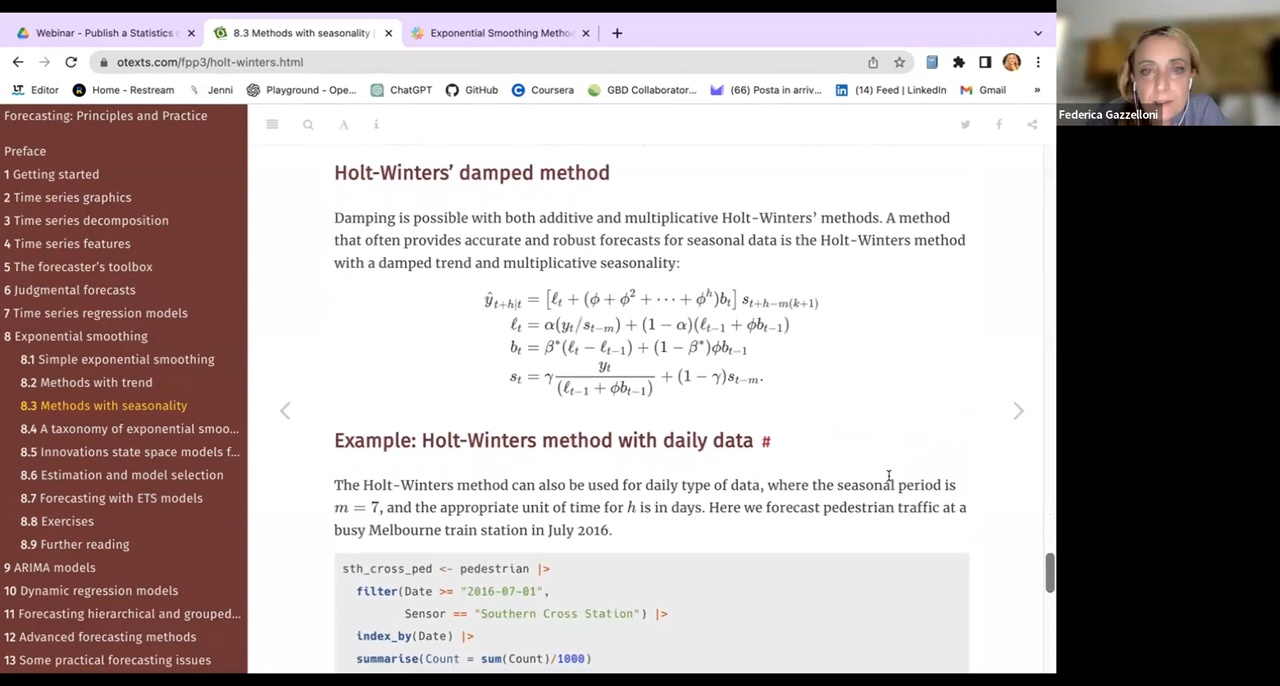 Webinar - Publish a Statistics
8.3 Methods with seasonality |
Exponential Smoothing Metho
otexts.com/fpp3/holt-winters.html
Editor
Home - Restream
Jenni
Playground - Ope...
ChatGPT
GitHub
Coursera
GBD Collaborator...
(66) Posta in arriv...
(14) Feed | LinkedIn
Gmail
»
Federica Gazzelloni
Forecasting: Principles and Practice
Preface
1 Getting started
2 Time series graphics
3 Time series decomposition
4 Time series features
5 The forecaster's toolbox
6 Judgmental forecasts
7 Time series regression models
8 Exponential smoothing
8.1 Simple exponential smoothing
8.2 Methods with trend
8.3 Methods with seasonality
8.4 A taxonomy of exponential smoo...
8.5 Innovations state space models f...
8.6 Estimation and model selection
8.7 Forecasting with ETS models
8.8 Exercises
8.9 Further reading
9 ARIMA models
10 Dynamic regression models
11 Forecasting hierarchical and grouped...
12 Advanced forecasting methods
13 Some practical forecasting issues
Holt-Winters' damped method
Damping is possible with both additive and multiplicative Holt-Winters' methods. A method
that often provides accurate and robust forecasts for seasonal data is the Holt-Winters method
with a damped trend and multiplicative seasonality:
ŷ_{t+h|t} = [ℓ_t + (ϕ + ϕ² + ⋯ + ϕ^h)b_t] s_{t+h−m(k+1)}
ℓ_t = α(y_t/s_{t−m}) + (1 − α)(ℓ_{t−1} + ϕb_{t−1})
b_t = β*(ℓ_t − ℓ_{t−1}) + (1 − β*)ϕb_{t−1}
s_t = γ y_t/(ℓ_{t−1} + ϕb_{t−1}) + (1 − γ)s_{t−m}.
Example: Holt-Winters method with daily data #
The Holt-Winters method can also be used for daily type of data, where the seasonal period is
m = 7, and the appropriate unit of time for h is in days. Here we forecast pedestrian traffic at a
busy Melbourne train station in July 2016.
sth_cross_ped <- pedestrian |>
filter(Date >= "2016-07-01",
Sensor == "Southern Cross Station") |>
index_by(Date) |>
summarise(Count = sum(Count)/1000)